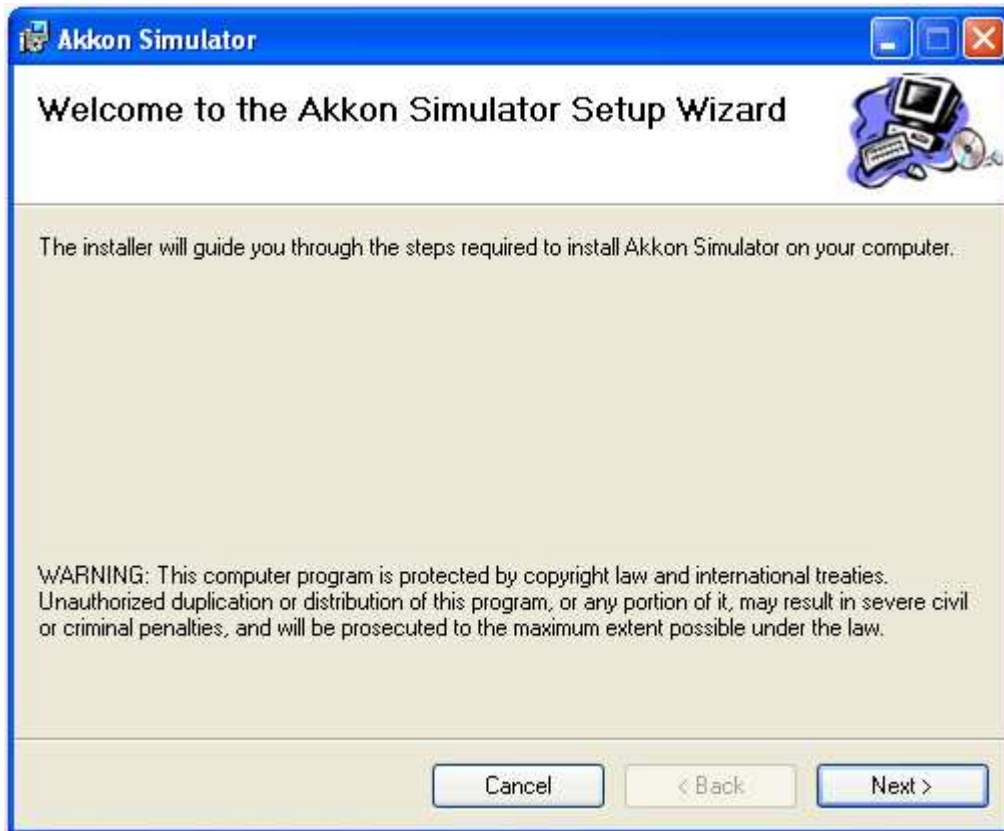 Akkon Simulator
Welcome to the Akkon Simulator Setup Wizard
The installer will guide you through the steps required to install Akkon Simulator on your computer.
WARNING: This computer program is protected by copyright law and international treaties.
Unauthorized duplication or distribution of this program, or any portion of it, may result in severe civil
or criminal penalties, and will be prosecuted to the maximum extent possible under the law.
Cancel < Back Next >